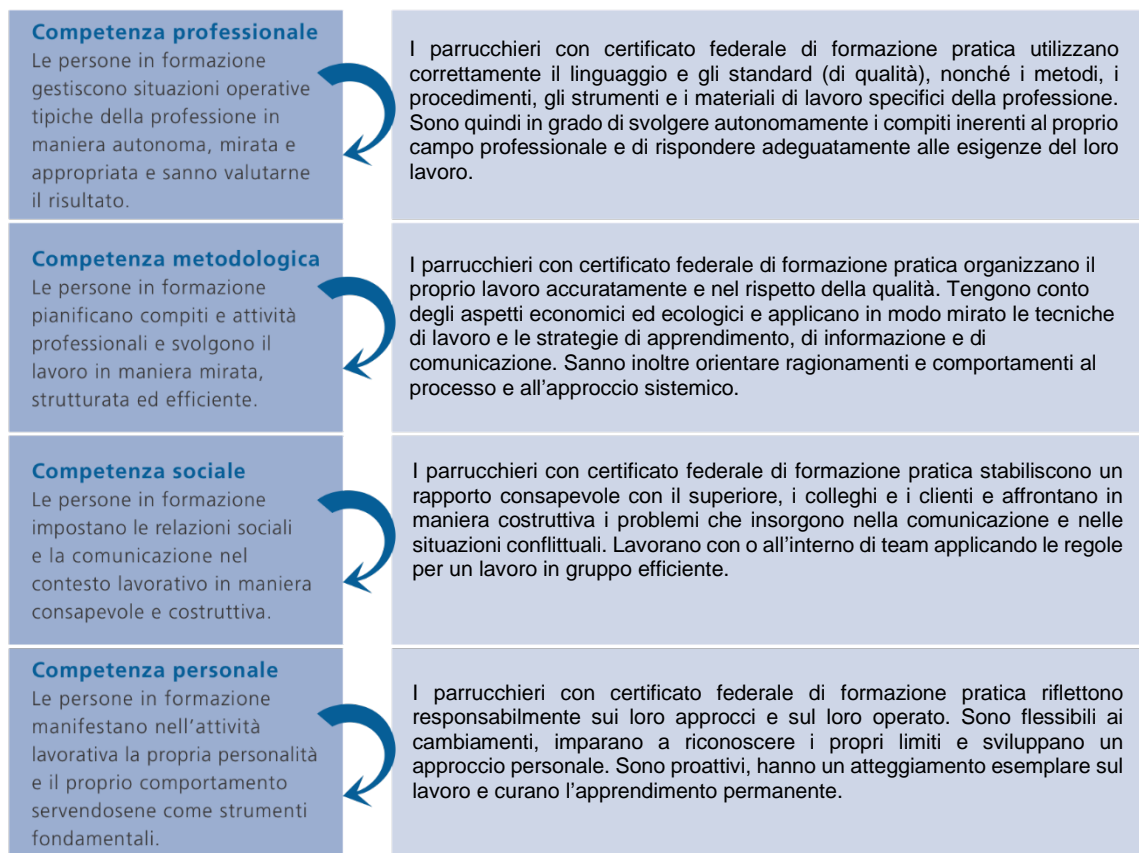 Competenza professionale
Le persone in formazione
gestiscono situazioni operative
tipiche della professione in
maniera autonoma, mirata e
appropriata e sanno valutarne
il risultato.
I parrucchieri con certificato federale di formazione pratica utilizzano
correttamente il linguaggio e gli standard (di qualità), nonché i metodi, i
procedimenti, gli strumenti e i materiali di lavoro specifici della professione.
Sono quindi in grado di svolgere autonomamente i compiti inerenti al proprio
campo professionale e di rispondere adeguatamente alle esigenze del loro
lavoro.
Competenza metodologica
Le persone in formazione
pianificano compiti e attività
professionali e svolgono il
lavoro in maniera mirata,
strutturata ed efficiente.
I parrucchieri con certificato federale di formazione pratica organizzano il
proprio lavoro accuratamente e nel rispetto della qualità. Tengono conto
degli aspetti economici ed ecologici e applicano in modo mirato le tecniche
di lavoro e le strategie di apprendimento, di informazione e di
comunicazione. Sanno inoltre orientare ragionamenti e comportamenti al
processo e all’approccio sistemico.
Competenza sociale
Le persone in formazione
impostano le relazioni sociali
e la comunicazione nel
contesto lavorativo in maniera
consapevole e costruttiva.
I parrucchieri con certificato federale di formazione pratica stabiliscono un
rapporto consapevole con il superiore, i colleghi e i clienti e affrontano in
maniera costruttiva i problemi che insorgono nella comunicazione e nelle
situazioni conflittuali. Lavorano con o all’interno di team applicando le regole
per un lavoro in gruppo efficiente.
Competenza personale
Le persone in formazione
manifestano nell’attività
lavorativa la propria personalità
e il proprio comportamento
servendosene come strumenti
fondamentali.
I parrucchieri con certificato federale di formazione pratica riflettono
responsabilmente sui loro approcci e sul loro operato. Sono flessibili ai
cambiamenti, imparano a riconoscere i propri limiti e sviluppano un
approccio personale. Sono proattivi, hanno un atteggiamento esemplare sul
lavoro e curano l’apprendimento permanente.